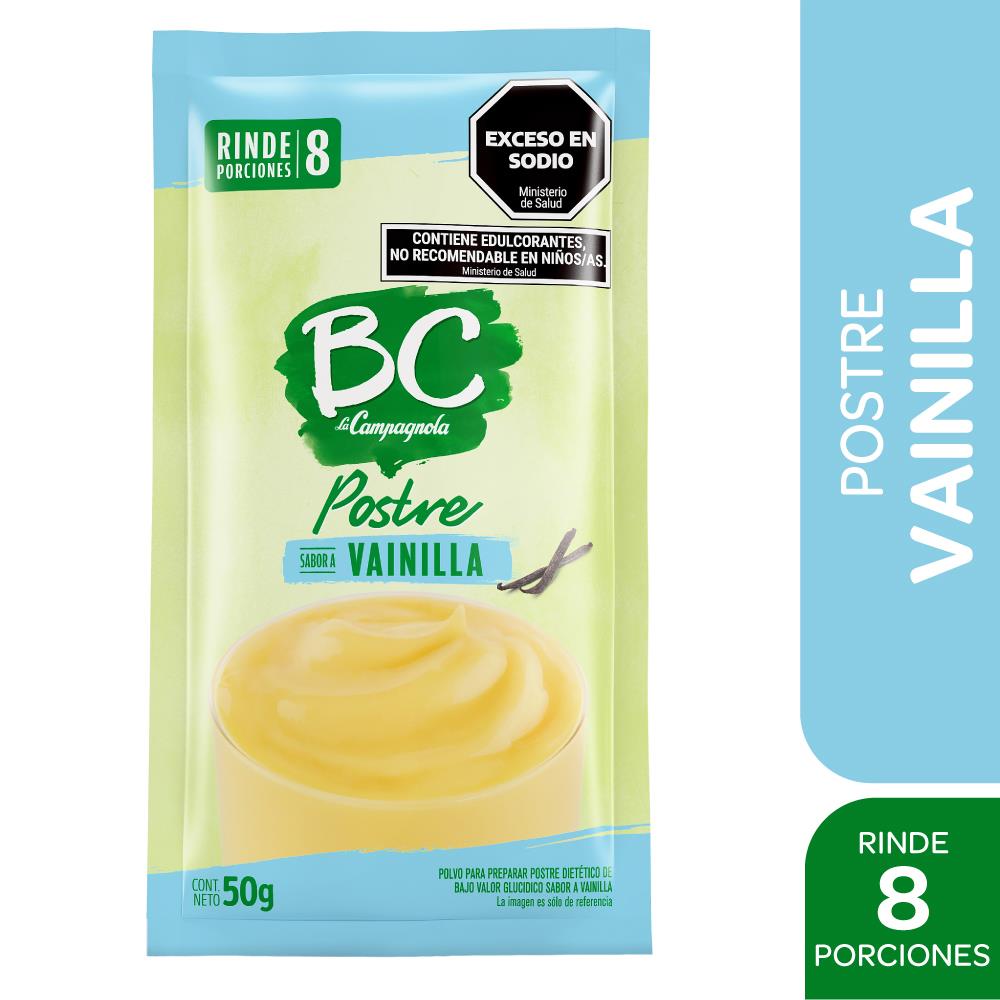 RINDE
PORCIONES
8
EXCESO EN
SODIO
Ministerio
de Salud
CONTIENE EDULCORANTES,
NO RECOMENDABLE EN NIÑOS/AS.
Ministerio de Salud
BC
La Campagnola
Postre
SABOR A VAINILLA
CONT.
NETO 50g
POLVO PARA PREPARAR POSTRE DIETÉTICO DE
BAJO VALOR GLUCIDICO SABOR A VAINILLA
La imagen es sólo de referencia
POSTRE
VAINILLA
RINDE
8
PORCIONES